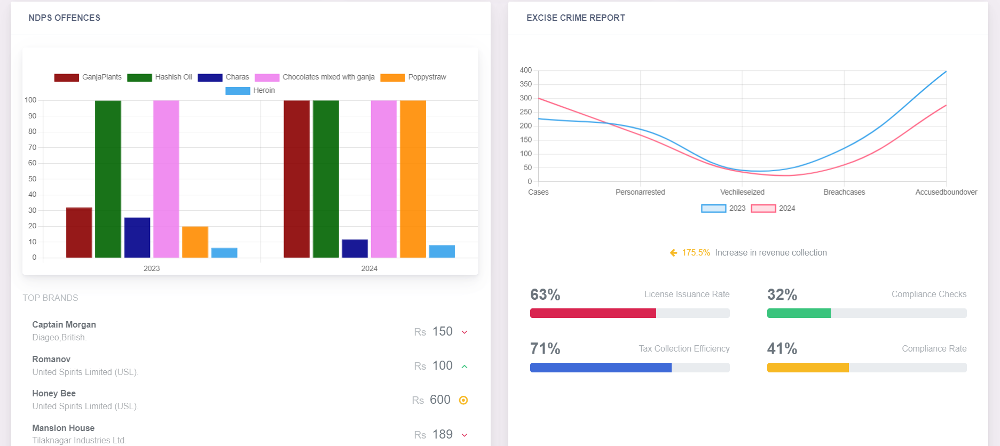 NDPS OFFENCES
GanjaPlants Hashish Oil Charas Chocolates mixed with ganja Poppystraw
Heroin
100
90
80
70
60
50
40
30
20
10
0
2023 2024
TOP BRANDS
Captain Morgan
Diageo,British.
Rs 150
Romanov
United Spirits Limited (USL).
Rs 100
Honey Bee
United Spirits Limited (USL).
Rs 600
Mansion House
Tilaknagar Industries Ltd.
Rs 189
EXCISE CRIME REPORT
400
350
300
250
200
150
100
50
0
Cases Personarrested Vechileseized Breachcases Accusedboundover
2023 2024
175.5% Increase in revenue collection
63% License Issuance Rate
32% Compliance Checks
71% Tax Collection Efficiency
41% Compliance Rate